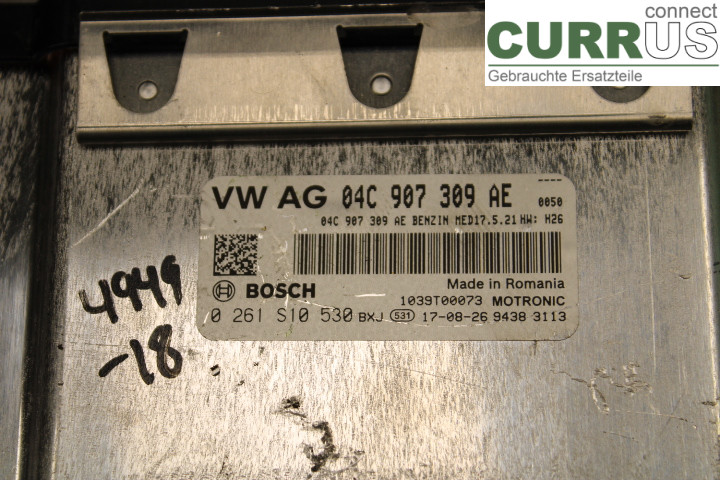 connect
CURRUS
Gebrauchte Ersatzteile
VW AG 04C 907 309 AE
----
0050
04C 907 309 AE BENZIN MED17.5.21 HW: H26
Made in Romania
BOSCH
1039T00073 MOTRONIC
0 261 S10 530 BXJ 531 17-08-26 9438 3113
4949
-18